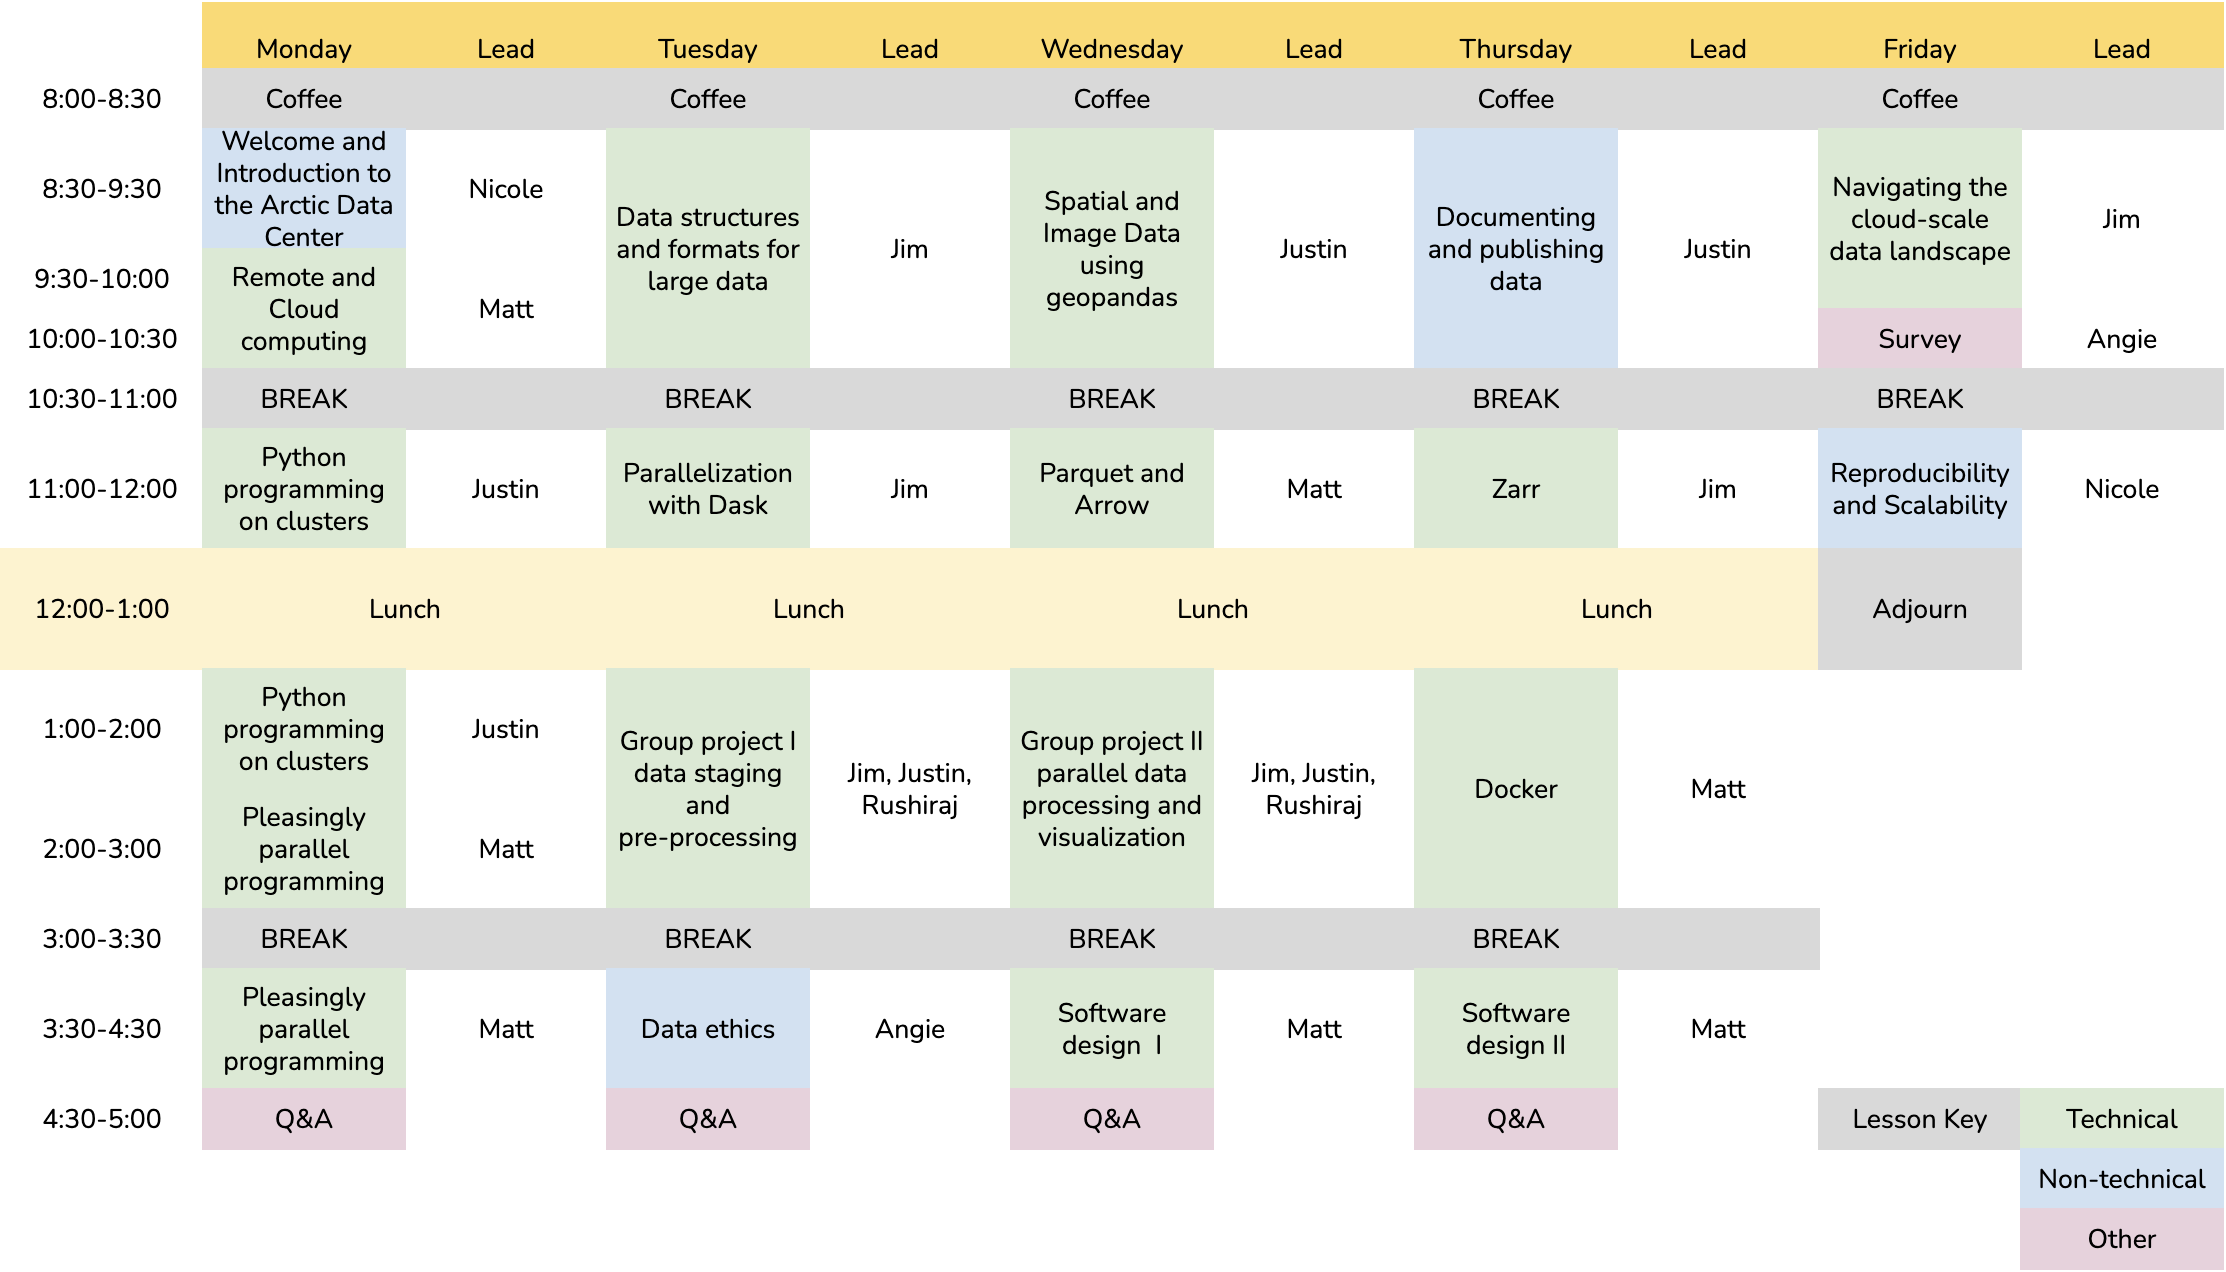 Monday Lead Tuesday Lead Wednesday Lead Thursday Lead Friday Lead
8:00-8:30 Coffee Coffee Coffee Coffee Coffee
8:30-9:30
Welcome and
Introduction to
the Arctic Data
Center
Nicole
9:30-10:00
10:00-10:30
Remote and
Cloud
computing
Matt
Data structures
and formats for
large data
Jim
Spatial and
Image Data
using
geopandas
Justin
Documenting
and publishing
data
Justin
Navigating the
cloud-scale
data landscape
Jim
Survey
Angie
10:30-11:00 BREAK BREAK BREAK BREAK BREAK
11:00-12:00
Python
programming
on clusters
Justin
Parallelization
with Dask
Jim
Parquet and
Arrow
Matt
Zarr
Jim
Reproducibility
and Scalability
Nicole
12:00-1:00 Lunch Lunch Lunch Lunch Adjourn
1:00-2:00
Python
programming
on clusters
Justin
2:00-3:00
Pleasingly
parallel
programming
Matt
Group project I
data staging
and
pre-processing
Jim, Justin,
Rushiraj
Group project II
parallel data
processing and
visualization
Jim, Justin,
Rushiraj
Docker
Matt
3:00-3:30 BREAK BREAK BREAK BREAK
3:30-4:30
Pleasingly
parallel
programming
Matt
Data ethics
Angie
Software
design I
Matt
Software
design II
Matt
4:30-5:00 Q&A Q&A Q&A Q&A
Lesson Key Technical
Non-technical
Other